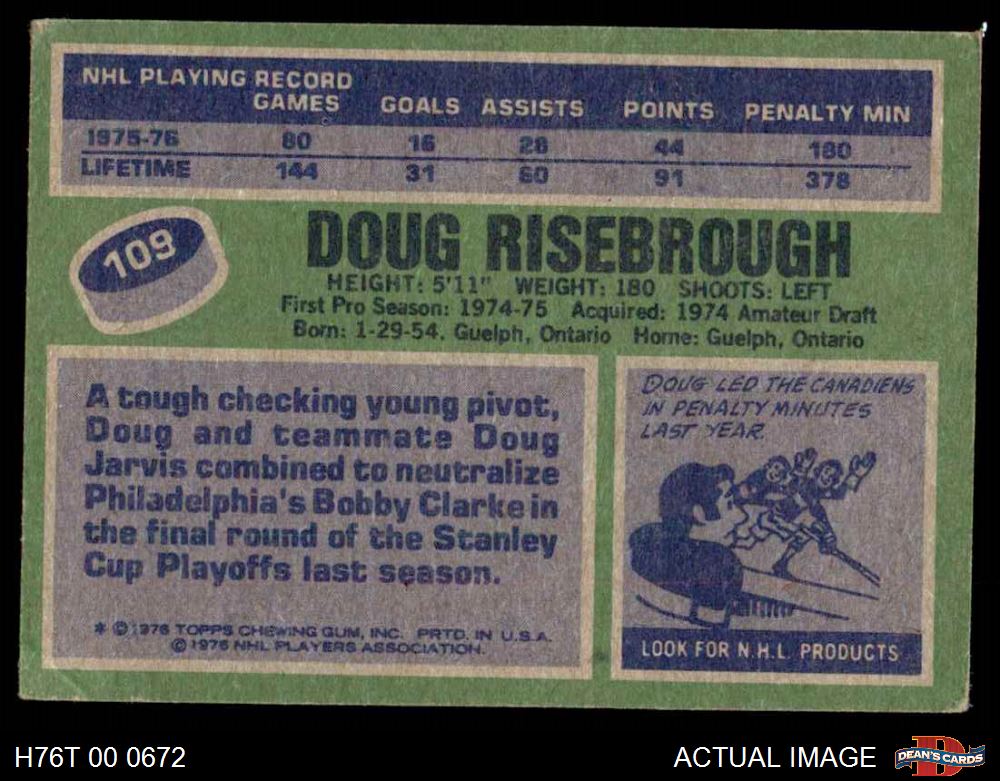 NHL PLAYING RECORD
GAMES GOALS ASSISTS POINTS PENALTY MIN
1975-76 80 16 28 44 180
LIFETIME 144 31 60 91 378
109
DOUG RISEBROUGH
HEIGHT: 5'11" WEIGHT: 180 SHOOTS: LEFT
First Pro Season: 1974-75 Acquired: 1974 Amateur Draft
Born: 1-29-54. Guelph, Ontario Home: Guelph, Ontario
A tough checking young pivot,
Doug and teammate Doug
Jarvis combined to neutralize
Philadelphia's Bobby Clarke in
the final round of the Stanley
Cup Playoffs last season.
* © 1976 TOPPS CHEWING GUM, INC. PRTD. IN U.S.A.
© 1976 NHL PLAYERS ASSOCIATION.
DOUG LED THE CANADIENS
IN PENALTY MINUTES
LAST YEAR.
LOOK FOR N.H.L. PRODUCTS
H76T 00 0672
ACTUAL IMAGE
D
DEAN'S CARDS